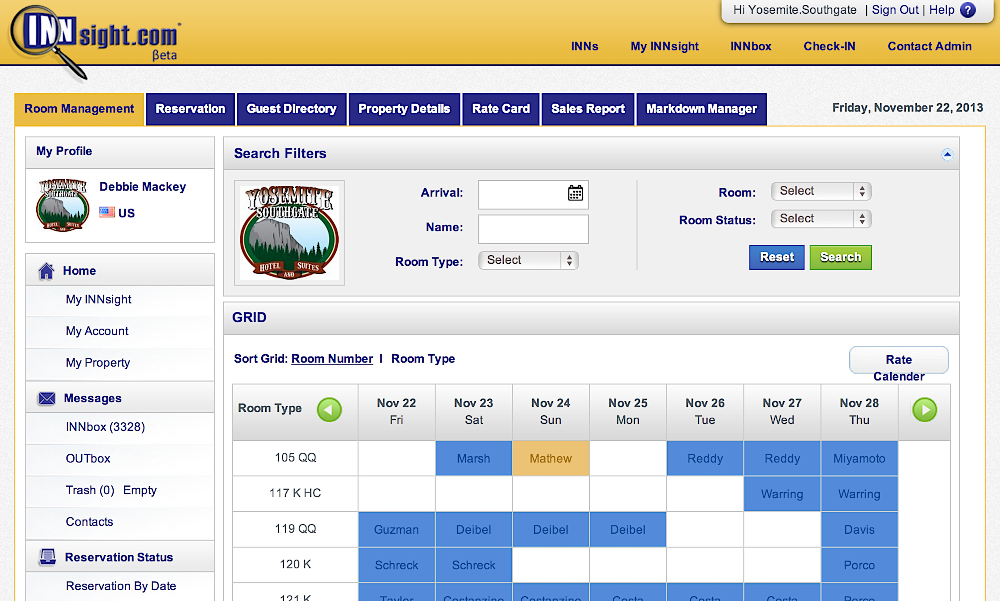 Hi Yosemite.Southgate | Sign Out | Help ?
INNsight.com
βeta
INNs My INNsight INNbox Check-IN Contact Admin
Room Management Reservation Guest Directory Property Details Rate Card Sales Report Markdown Manager Friday, November 22, 2013
My Profile
YOSEMITE
SOUTHGATE
HOTEL AND SUITES
Debbie Mackey
US
Home
My INNsight
My Account
My Property
Messages
INNbox (3328)
OUTbox
Trash (0) Empty
Contacts
Reservation Status
Reservation By Date
Search Filters
YOSEMITE
SOUTHGATE
HOTEL AND SUITES
Arrival:
Name:
Room Type: Select
Room: Select
Room Status: Select
Reset Search
GRID
Sort Grid: Room Number | Room Type
Rate
Calender
Room Type Nov 22 Nov 23 Nov 24 Nov 25 Nov 26 Nov 27 Nov 28
Fri Sat Sun Mon Tue Wed Thu
105 QQ Marsh Mathew Reddy Reddy Miyamoto
117 K HC Warring Warring
119 QQ Guzman Deibel Deibel Deibel Davis
120 K Schreck Schreck Porco
121 K Taylor Costanzino Costanzino Costa Costa Costa Porco